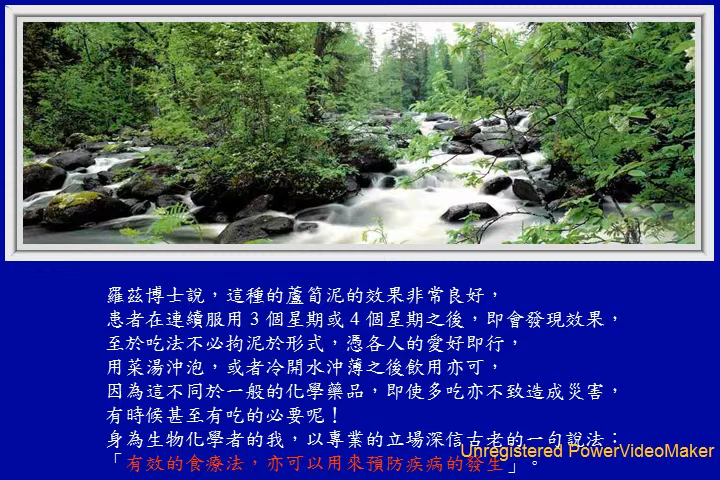 羅茲博士說，這種的蘆筍泥的效果非常良好，
患者在連續服用 3 個星期或 4 個星期之後，即會發現效果，
至於吃法不必拘泥於形式，憑各人的愛好即行，
用菜湯沖泡，或者冷開水沖薄之後飲用亦可，
因為這不同於一般的化學藥品，即使多吃亦不致造成災害，
有時候甚至有吃的必要呢！
身為生物化學者的我，以專業的立場深信古老的一句說法：
「有效的食療法，亦可以用來預防疾病的發生」。
Unregistered PowerVideoMaker